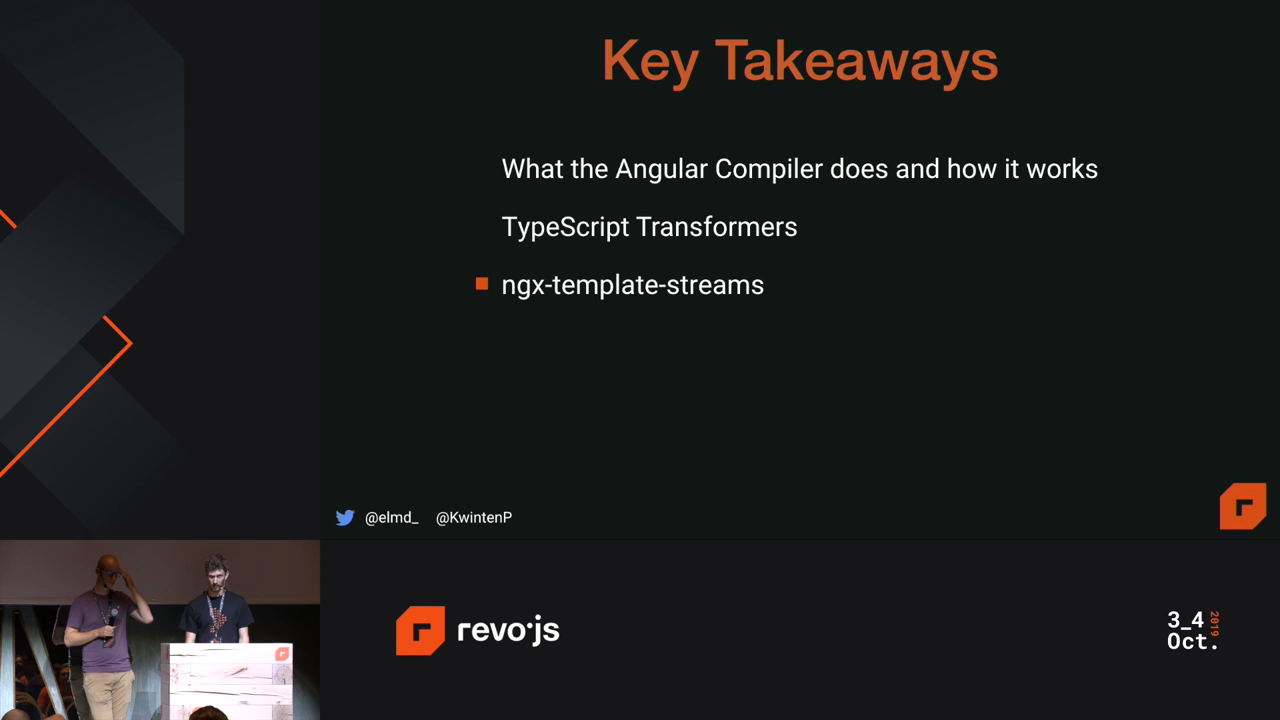 Key Takeaways
What the Angular Compiler does and how it works
TypeScript Transformers
ngx-template-streams
@elmd_ @KwintenP
r
r revo·js
3_4 2019
Oct.